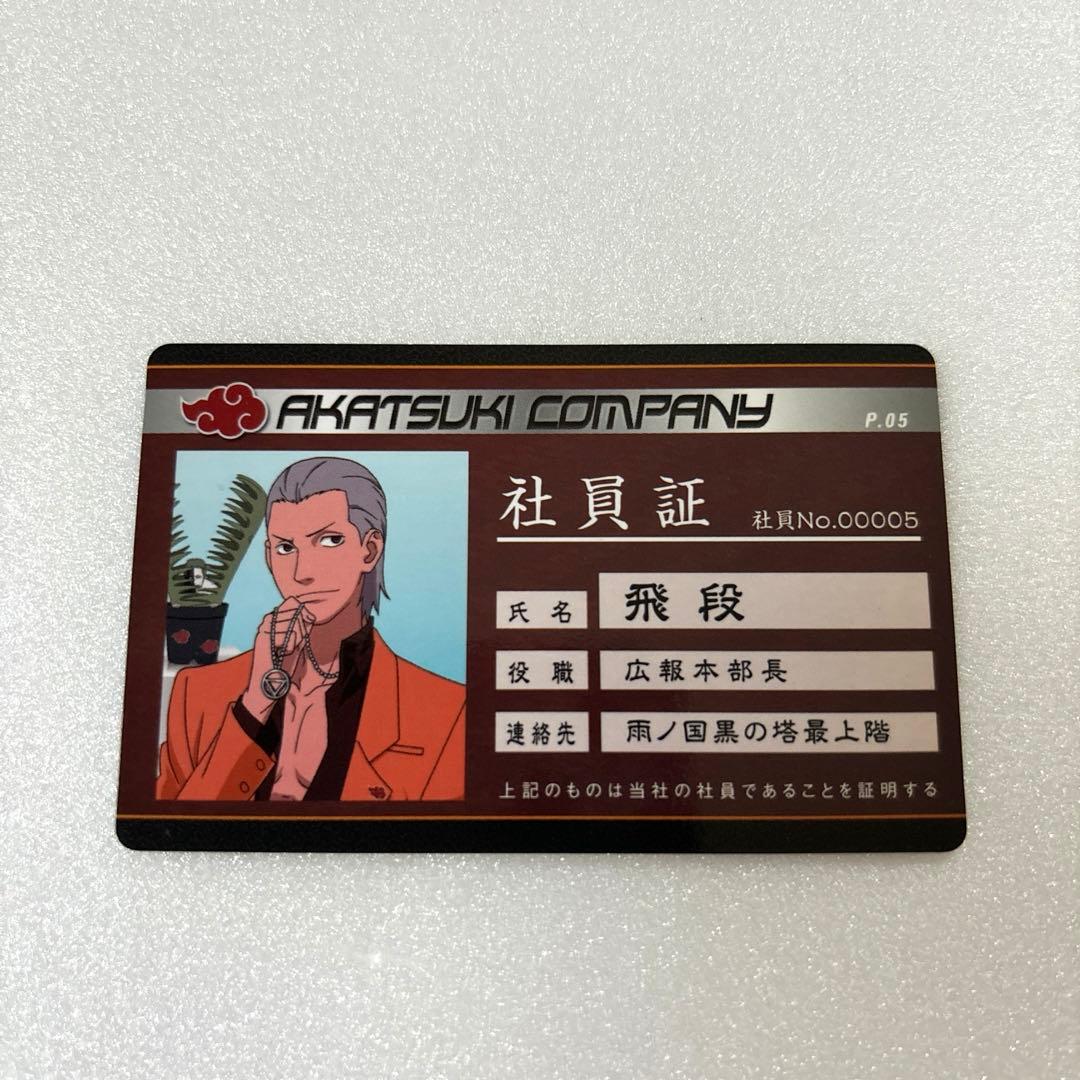 AKATSUKI COMPANY P.05
社員証 社員No.00005
氏名 飛段
役職 広報本部長
連絡先 雨ノ国黒の塔最上階
上記のものは当社の社員であることを証明する